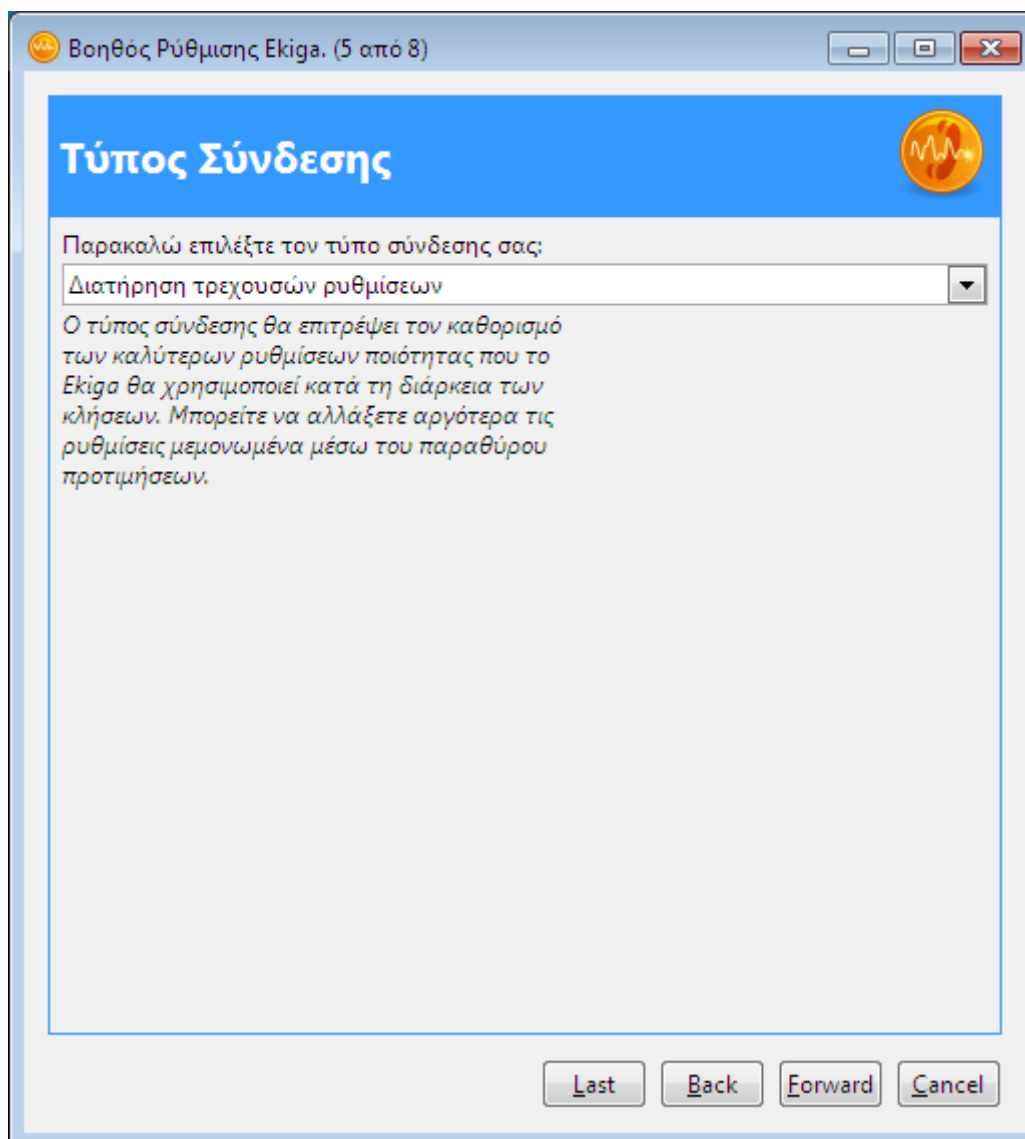 Βοηθός Ρύθμισης Ekiga. (5 από 8)
Τύπος Σύνδεσης
Παρακαλώ επιλέξτε τον τύπο σύνδεσης σας:
Διατήρηση τρεχουσών ρυθμίσεων
Ο τύπος σύνδεσης θα επιτρέψει τον καθορισμό
των καλύτερων ρυθμίσεων ποιότητας που το
Ekiga θα χρησιμοποιεί κατά τη διάρκεια των
κλήσεων. Μπορείτε να αλλάξετε αργότερα τις
ρυθμίσεις μεμονωμένα μέσω του παραθύρου
προτιμήσεων.
Last Back Forward Cancel